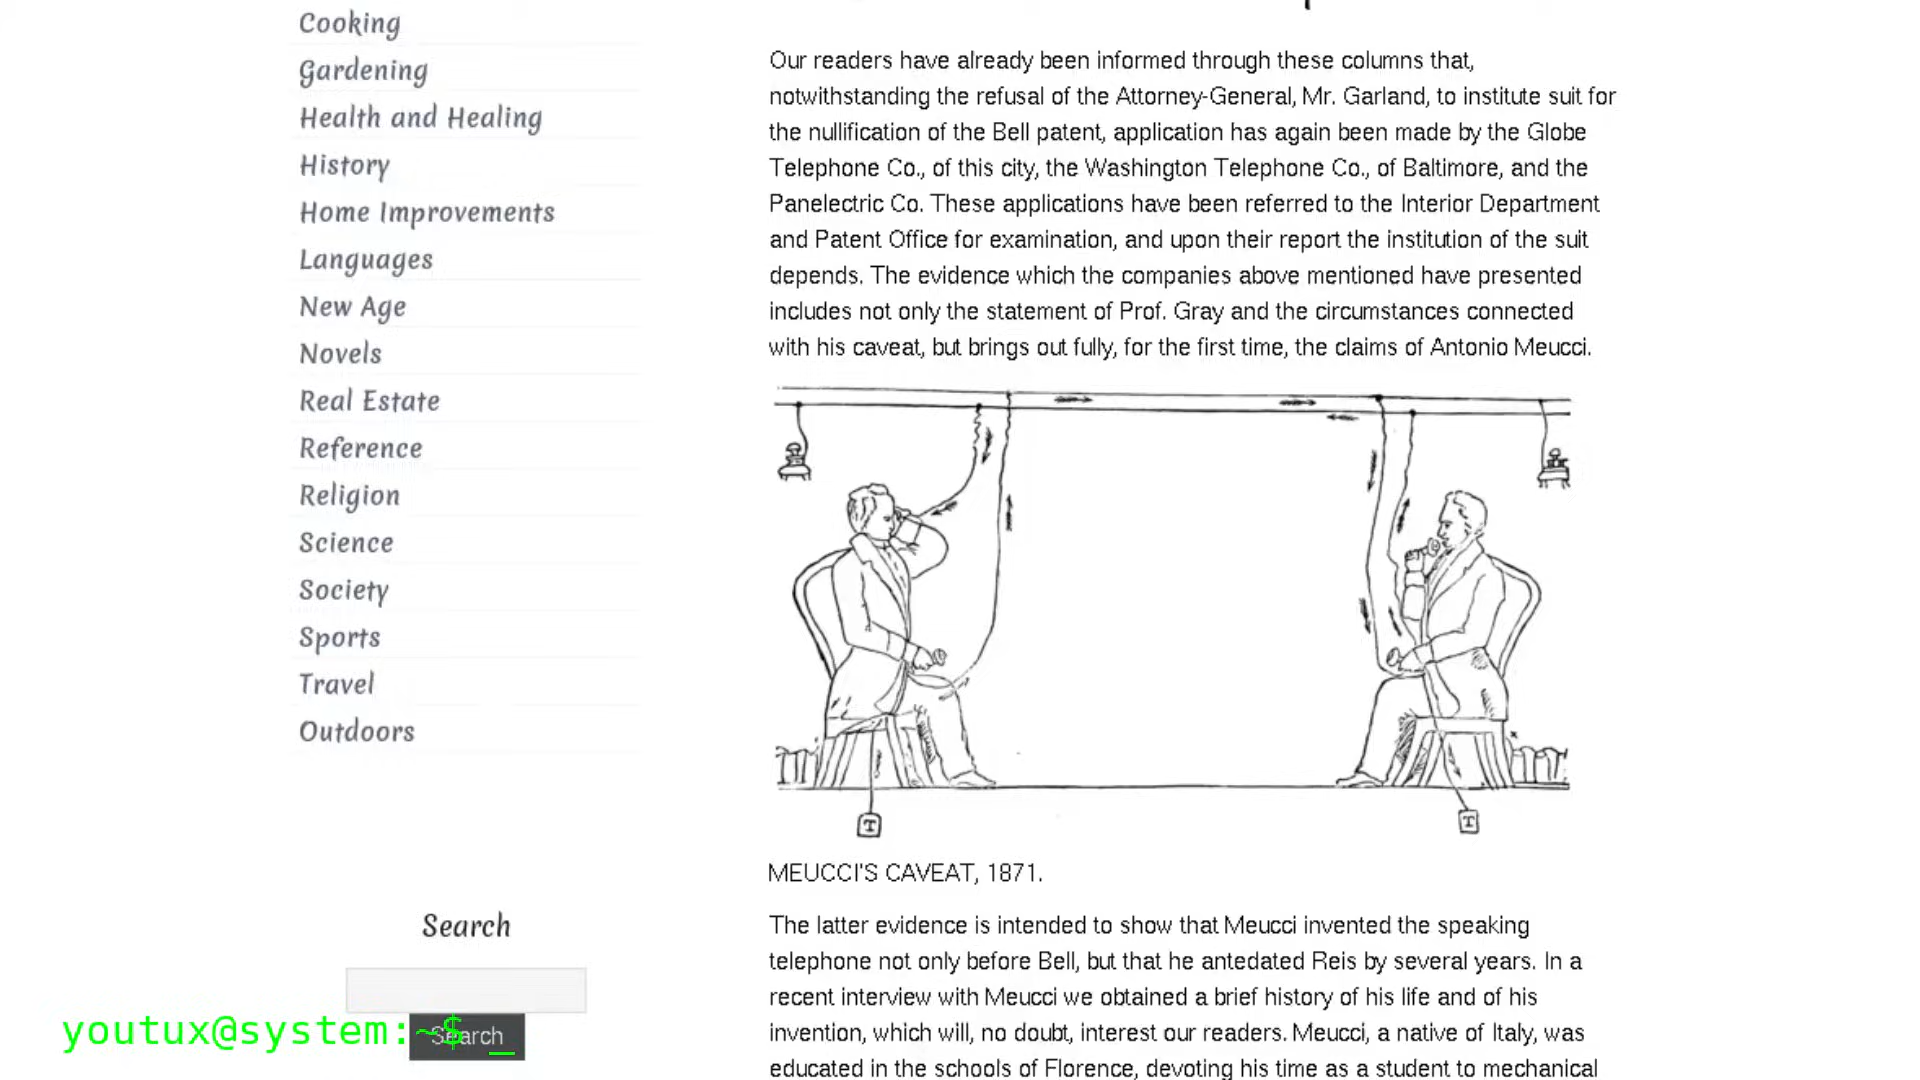 Cooking
Gardening
Health and Healing
History
Home Improvements
Languages
New Age
Novels
Real Estate
Reference
Religion
Science
Society
Sports
Travel
Outdoors
Search
Search
youtux@system:~$ _
Our readers have already been informed through these columns that,
notwithstanding the refusal of the Attorney-General, Mr. Garland, to institute suit for
the nullification of the Bell patent, application has again been made by the Globe
Telephone Co., of this city, the Washington Telephone Co., of Baltimore, and the
Panelectric Co. These applications have been referred to the Interior Department
and Patent Office for examination, and upon their report the institution of the suit
depends. The evidence which the companies above mentioned have presented
includes not only the statement of Prof. Gray and the circumstances connected
with his caveat, but brings out fully, for the first time, the claims of Antonio Meucci.
T
T
MEUCCI'S CAVEAT, 1871.
The latter evidence is intended to show that Meucci invented the speaking
telephone not only before Bell, but that he antedated Reis by several years. In a
recent interview with Meucci we obtained a brief history of his life and of his
invention, which will, no doubt, interest our readers. Meucci, a native of Italy, was
educated in the schools of Florence, devoting his time as a student to mechanical